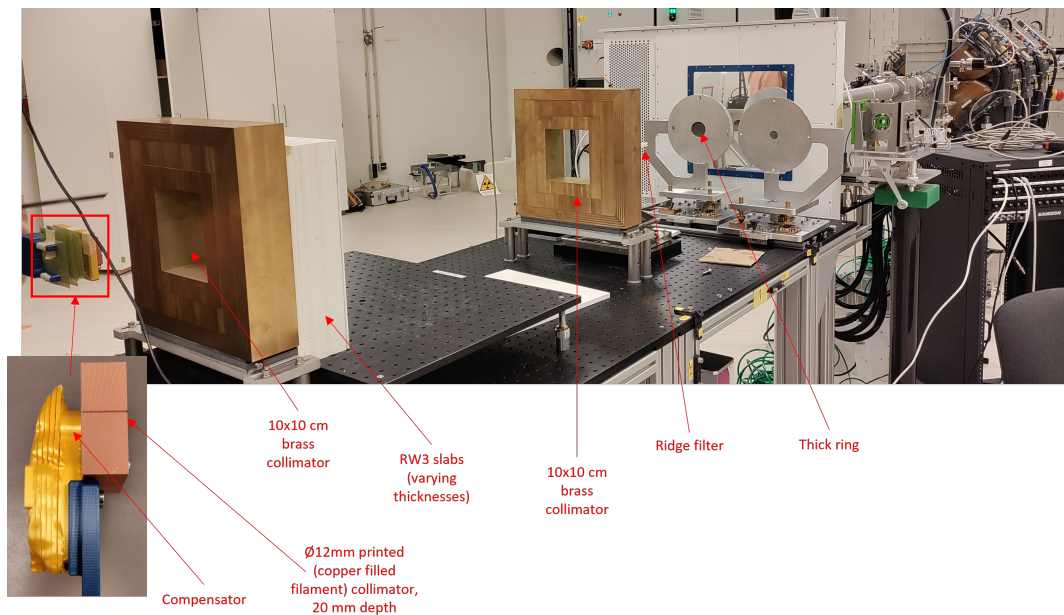 10x10 cm
brass
collimator
RW3 slabs
(varying
thicknesses)
10x10 cm
brass
collimator
Ridge filter
Thick ring
Compensator
Ø12mm printed
(copper filled
filament) collimator,
20 mm depth